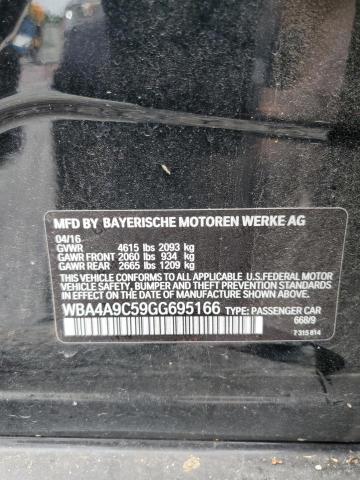 MFD BY BAYERISCHE MOTOREN WERKE AG
04/16
GVWR 4615 lbs 2093 kg
GAWR FRONT 2060 lbs 934 kg
GAWR REAR 2665 lbs 1209 kg
THIS VEHICLE CONFORMS TO ALL APPLICABLE U.S.FEDERAL MOTOR
VEHICLE SAFETY, BUMPER, AND THEFT PREVENTION STANDARDS
IN EFFECT ON THE DATE OF MANUFACTURE SHOWN ABOVE.
WBA4A9C59GG695166 TYPE: PASSENGER CAR
668/9
7 315 814